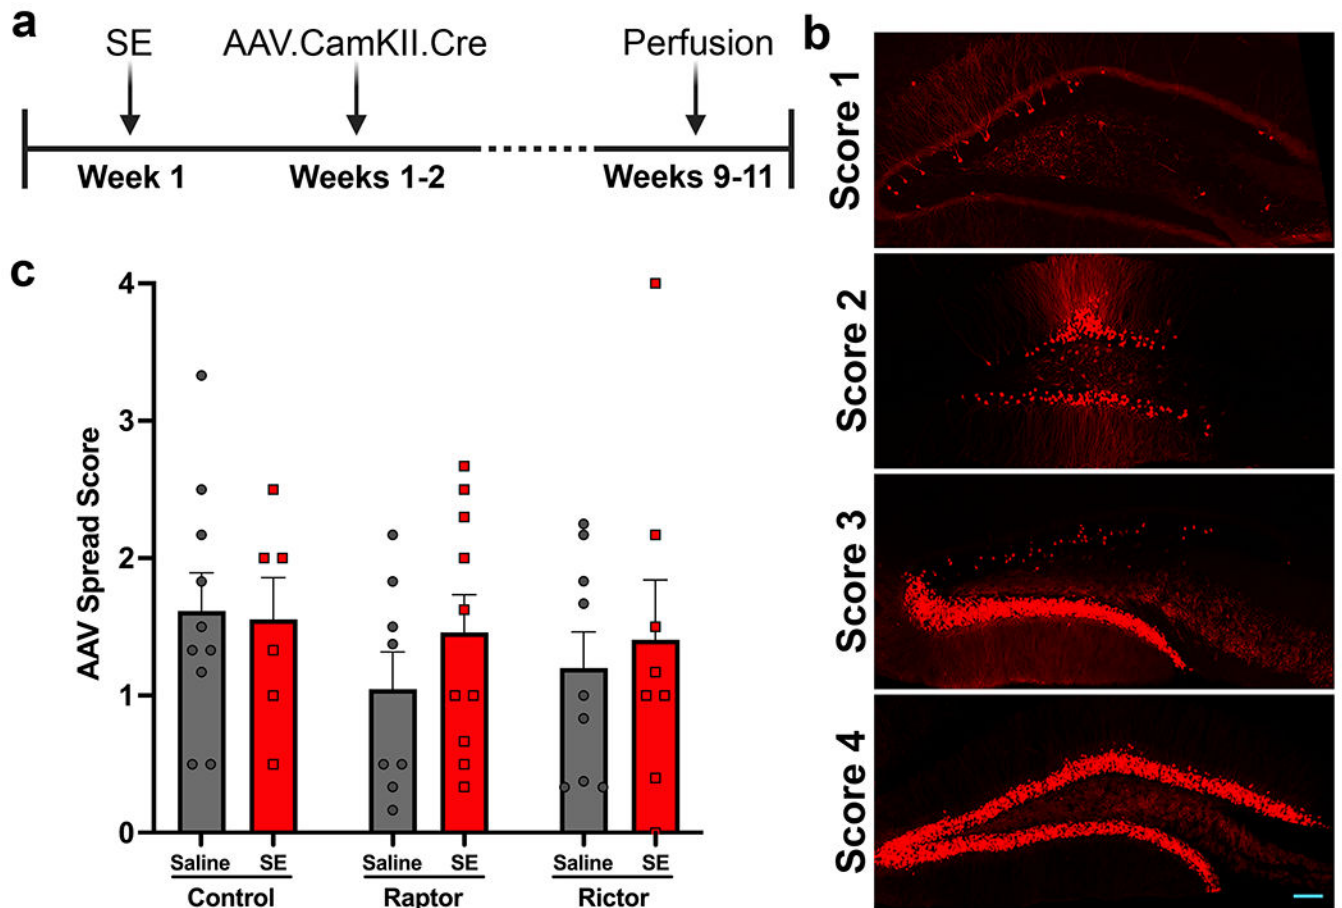 a
SE AAV.CamKII.Cre Perfusion
Week 1 Weeks 1-2 Weeks 9-11
b
Score 1
Score 2
Score 3
Score 4
c
AAV Spread Score
4
3
2
1
0
Saline SE Saline SE Saline SE
Control Raptor Rictor